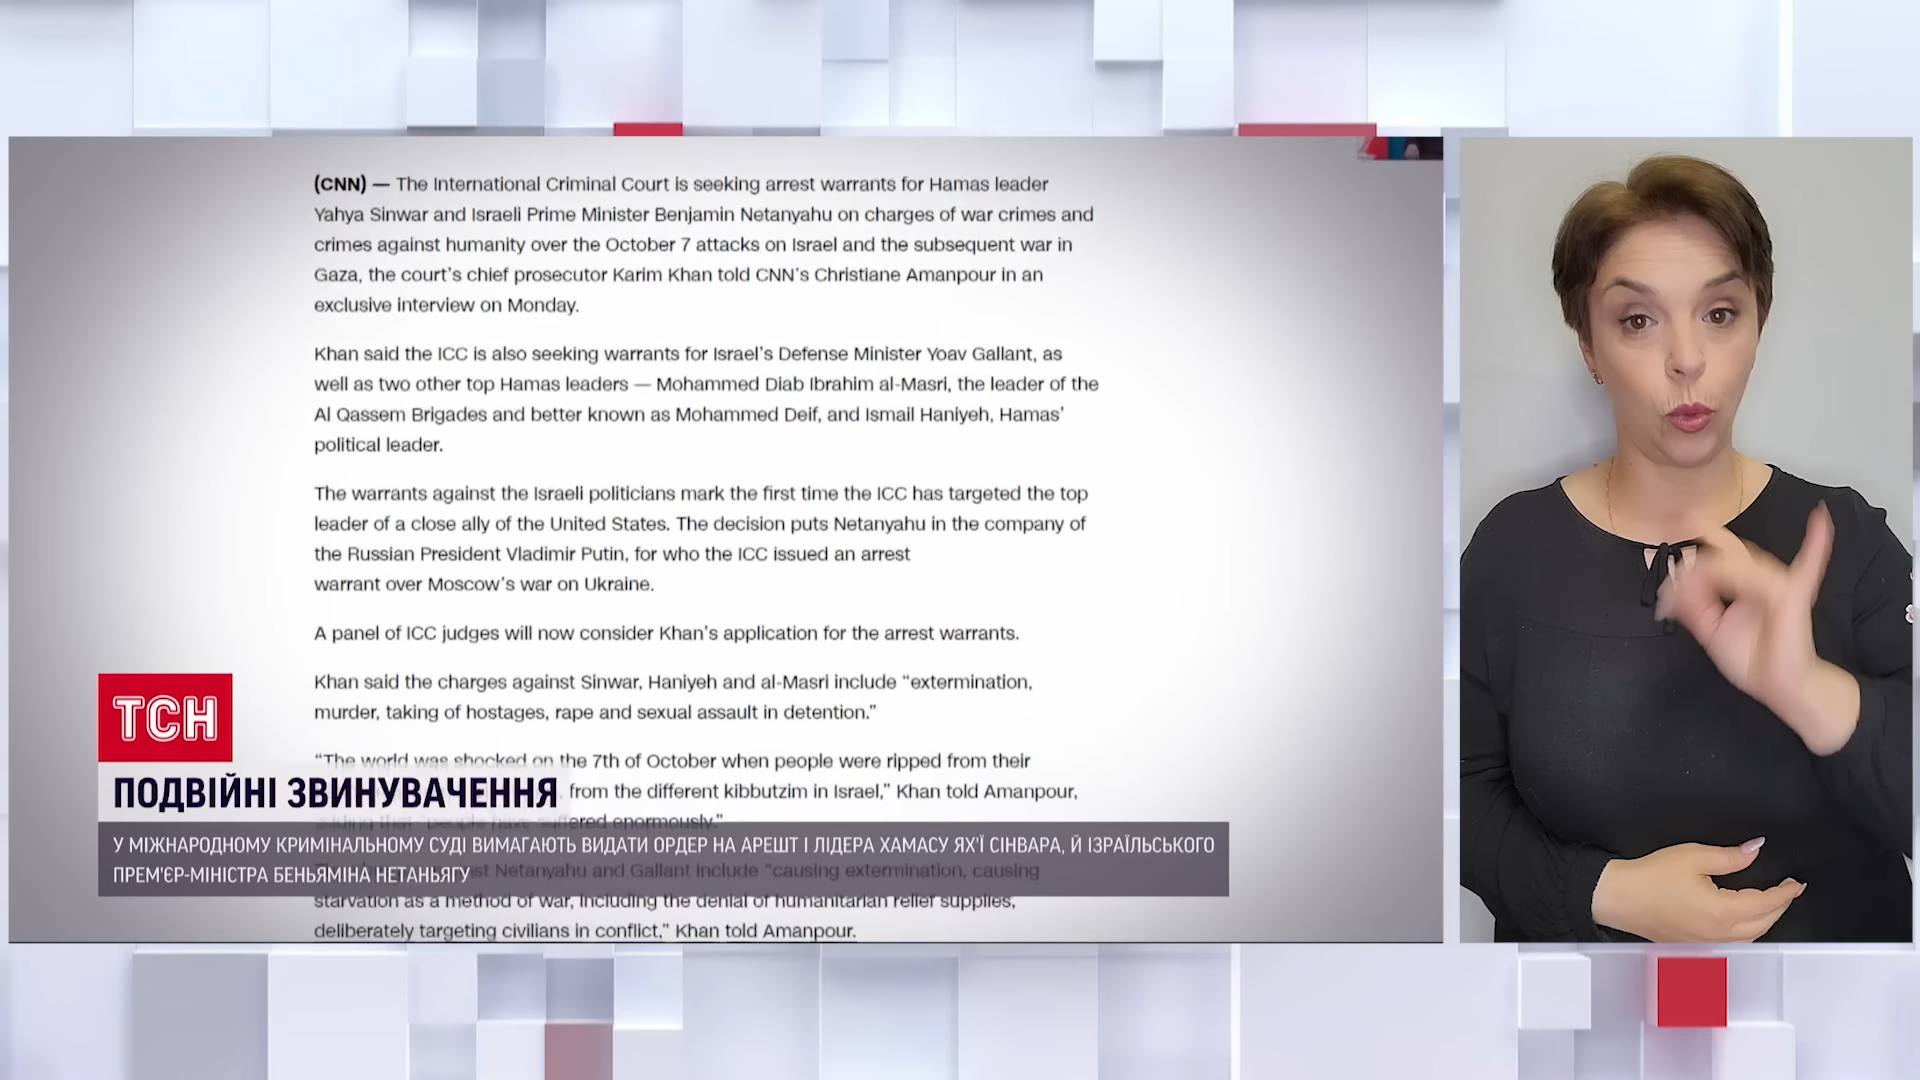 (CNN) — The International Criminal Court is seeking arrest warrants for Hamas leader
Yahya Sinwar and Israeli Prime Minister Benjamin Netanyahu on charges of war crimes and
crimes against humanity over the October 7 attacks on Israel and the subsequent war in
Gaza, the court's chief prosecutor Karim Khan told CNN's Christiane Amanpour in an
exclusive interview on Monday.
Khan said the ICC is also seeking warrants for Israel's Defense Minister Yoav Gallant, as
well as two other top Hamas leaders — Mohammed Diab Ibrahim al-Masri, the leader of the
Al Qassem Brigades and better known as Mohammed Deif, and Ismail Haniyeh, Hamas'
political leader.
The warrants against the Israeli politicians mark the first time the ICC has targeted the top
leader of a close ally of the United States. The decision puts Netanyahu in the company of
the Russian President Vladimir Putin, for who the ICC issued an arrest
warrant over Moscow's war on Ukraine.
A panel of ICC judges will now consider Khan's application for the arrest warrants.
Khan said the charges against Sinwar, Haniyeh and al-Masri include “extermination,
murder, taking of hostages, rape and sexual assault in detention.”
“The world was shocked on the 7th of October when people were ripped from their
from the different kibbutzim in Israel,” Khan told Amanpour,
adding that “people have suffered enormously.”
Netanyahu and Gallant include “causing extermination, causing
starvation as a method of war, including the denial of humanitarian relief supplies,
deliberately targeting civilians in conflict,” Khan told Amanpour.
ТСН
ПОДВІЙНІ ЗВИНУВАЧЕННЯ
У МІЖНАРОДНОМУ КРИМІНАЛЬНОМУ СУДІ ВИМАГАЮТЬ ВИДАТИ ОРДЕР НА АРЕШТ І ЛІДЕРА ХАМАСУ ЯХ'Ї СІНВАРА, Й ІЗРАЇЛЬСЬКОГО
ПРЕМ'ЄР-МІНІСТРА БЕНЬЯМІНА НЕТАНЬЯГУ